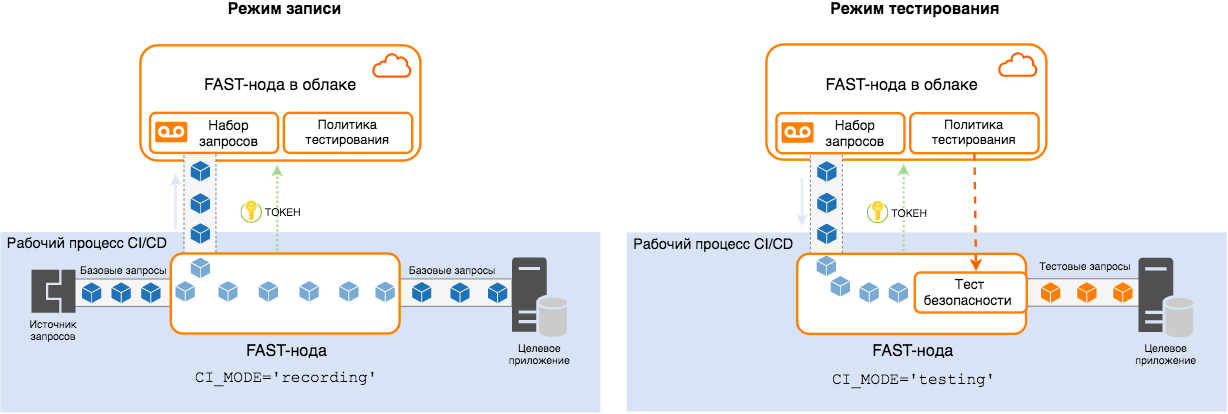 Режим записи
FAST-нода в облаке
Набор
запросов
Политика
тестирования
ТОКЕН
Рабочий процесс CI/CD
Базовые запросы
Базовые запросы
Источник
запросов
Целевое
приложение
FAST-нода
CI_MODE='recording'
Режим тестирования
FAST-нода в облаке
Набор
запросов
Политика
тестирования
ТОКЕН
Рабочий процесс CI/CD
Тест
безопасности
Тестовые запросы
Целевое
приложение
FAST-нода
CI_MODE='testing'